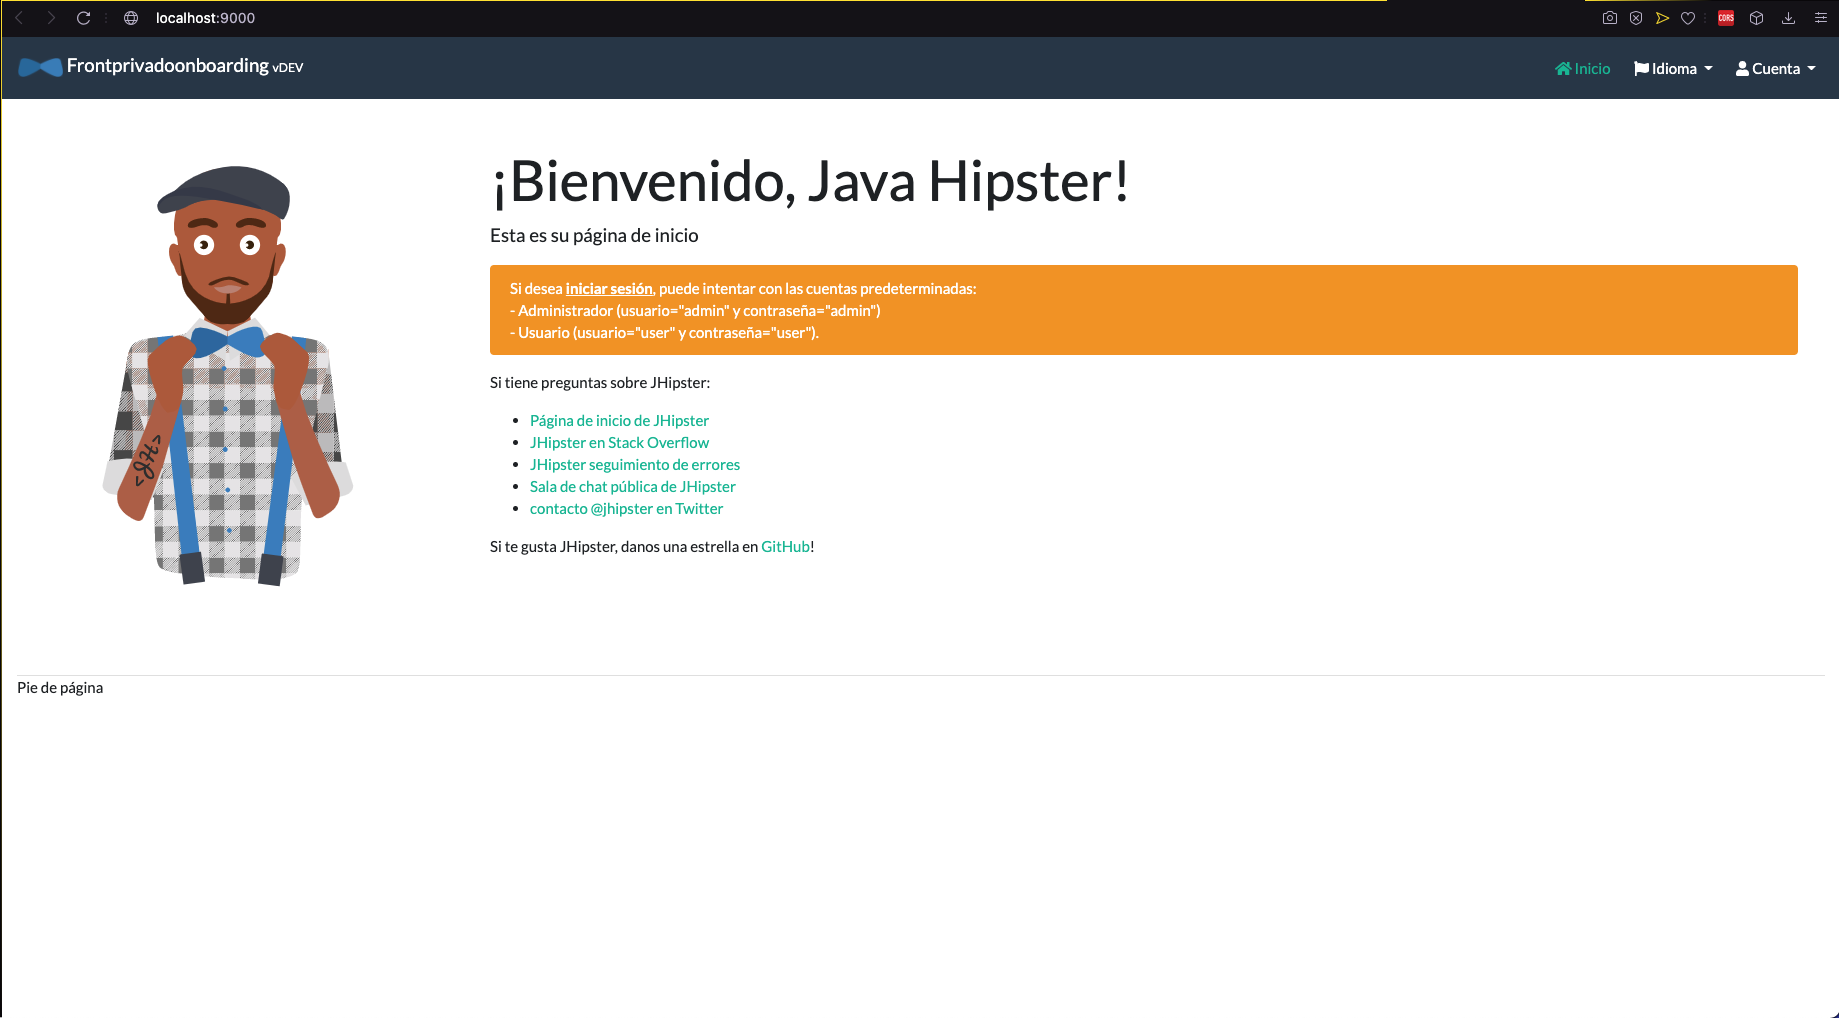 localhost:9000
CORS
Frontprivadoonboarding vDEV
Inicio
Idioma
Cuenta
¡Bienvenido, Java Hipster!
Esta es su página de inicio
Si desea iniciar sesión, puede intentar con las cuentas predeterminadas:
- Administrador (usuario="admin" y contraseña="admin")
- Usuario (usuario="user" y contraseña="user").
Si tiene preguntas sobre JHipster:
Página de inicio de JHipster
JHipster en Stack Overflow
JHipster seguimiento de errores
Sala de chat pública de JHipster
contacto @jhipster en Twitter
Si te gusta JHipster, danos una estrella en GitHub!
<JH>
Pie de página